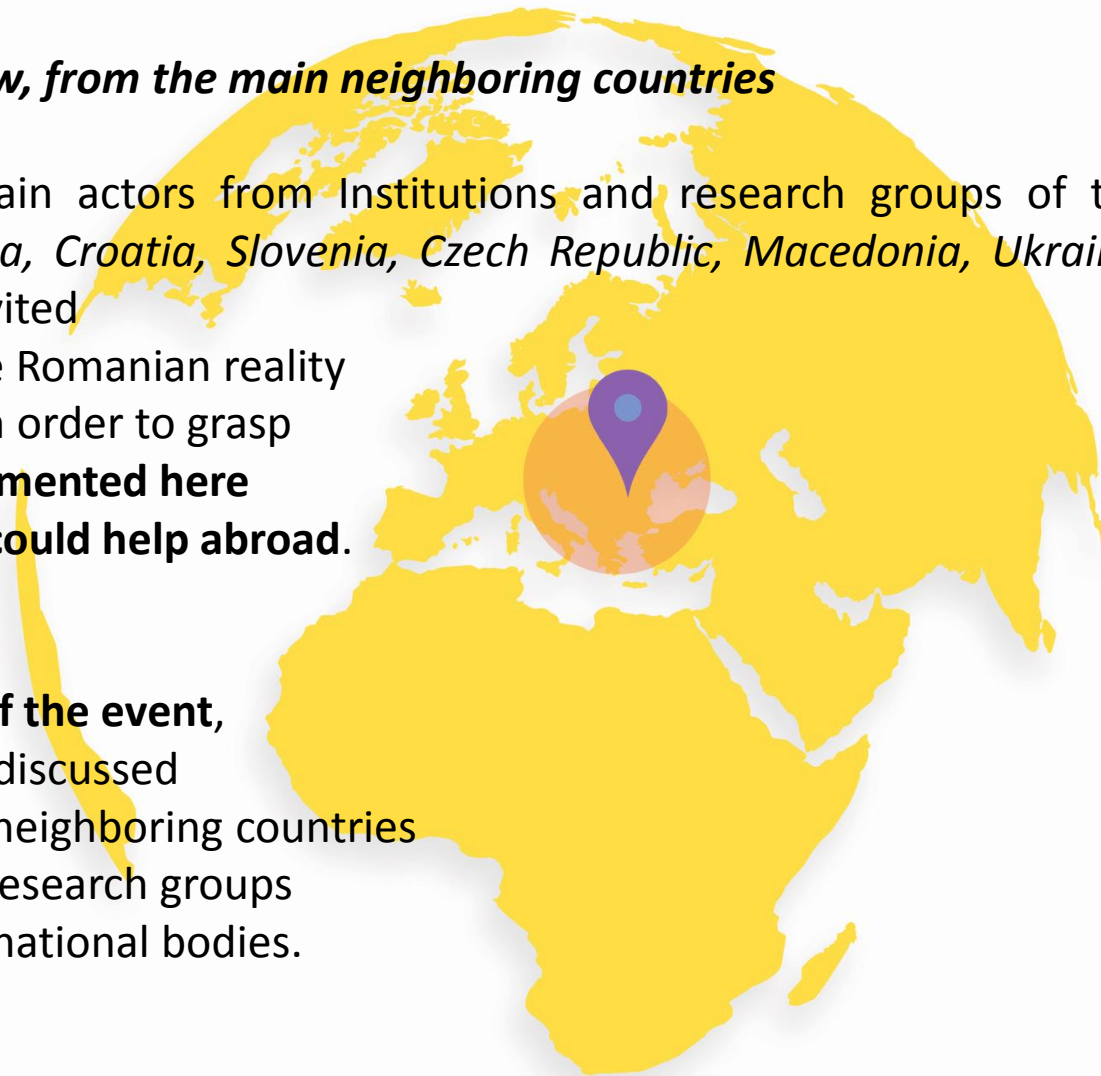 w, from the main neighboring countries
ain actors from Institutions and research groups of t
a, Croatia, Slovenia, Czech Republic, Macedonia, Ukrai
vited
e Romanian reality
n order to grasp
mented here
could help abroad.
f the event,
discussed
neighboring countries
esearch groups
national bodies.